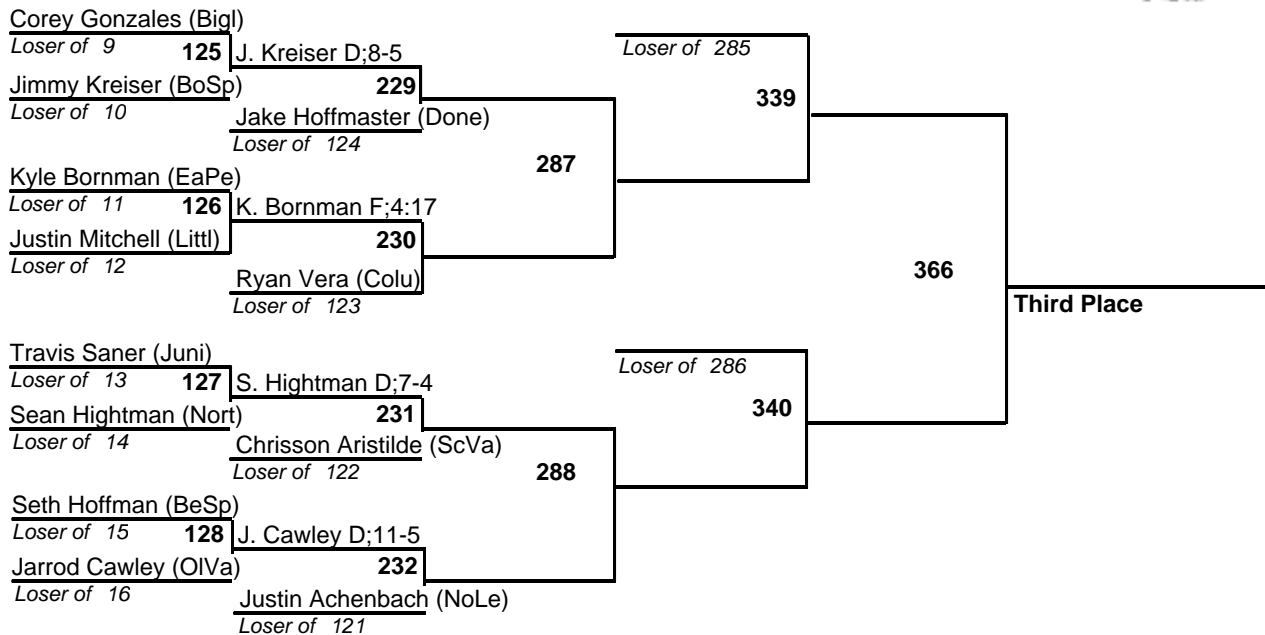 Corey Gonzales (Bigl)
Loser of 9
125
J. Kreiser D;8-5
Jimmy Kreiser (BoSp)
Loser of 10
229
Jake Hoffmaster (Done)
Loser of 124
Kyle Bornman (EaPe)
Loser of 11
126
K. Bornman F;4:17
Justin Mitchell (Littl)
Loser of 12
230
Ryan Vera (Colu)
Loser of 123
287
Loser of 285
339
366
Third Place
Travis Saner (Juni)
Loser of 13
127
S. Hightman D;7-4
Sean Hightman (Nort)
Loser of 14
231
Chrisson Aristilde (ScVa)
Loser of 122
Seth Hoffman (BeSp)
Loser of 15
128
J. Cawley D;11-5
Jarrod Cawley (OlVa)
Loser of 16
232
Justin Achenbach (NoLe)
Loser of 121
288
Loser of 286
340